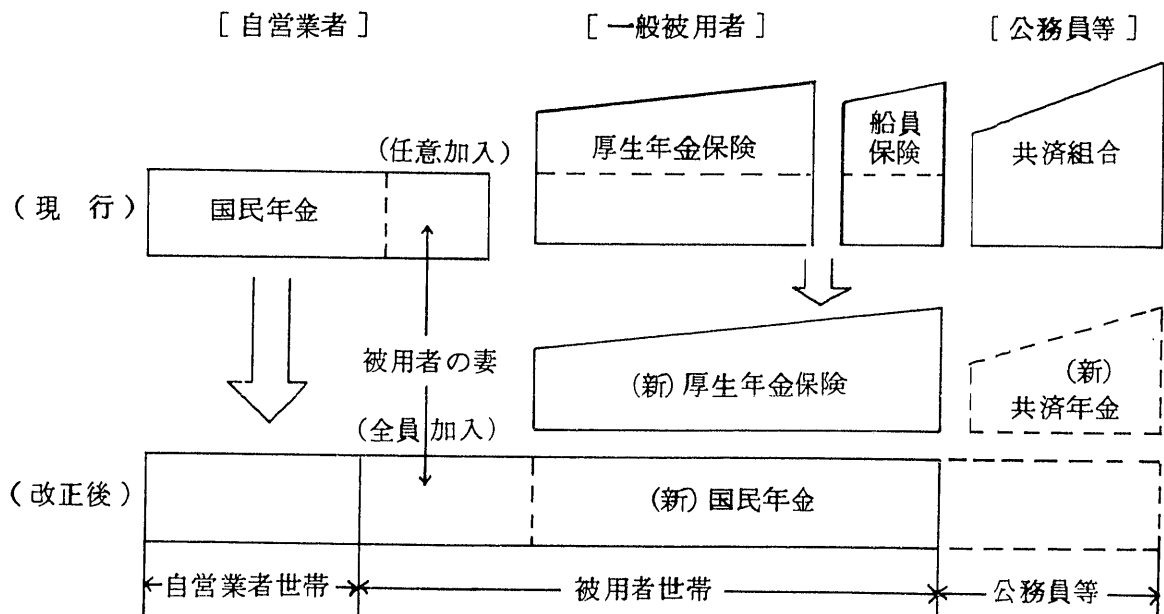 [自営業者] [一般被用者] [公務員等]
(任意加入) 厚生年金保険 船員
保険 共済組合
(現 行) 国民年金
被用者の妻 (新)厚生年金保険 (新)
共済年金
(全員加入)
(改正後) (新)国民年金
自営業者世帯 被用者世帯 公務員等